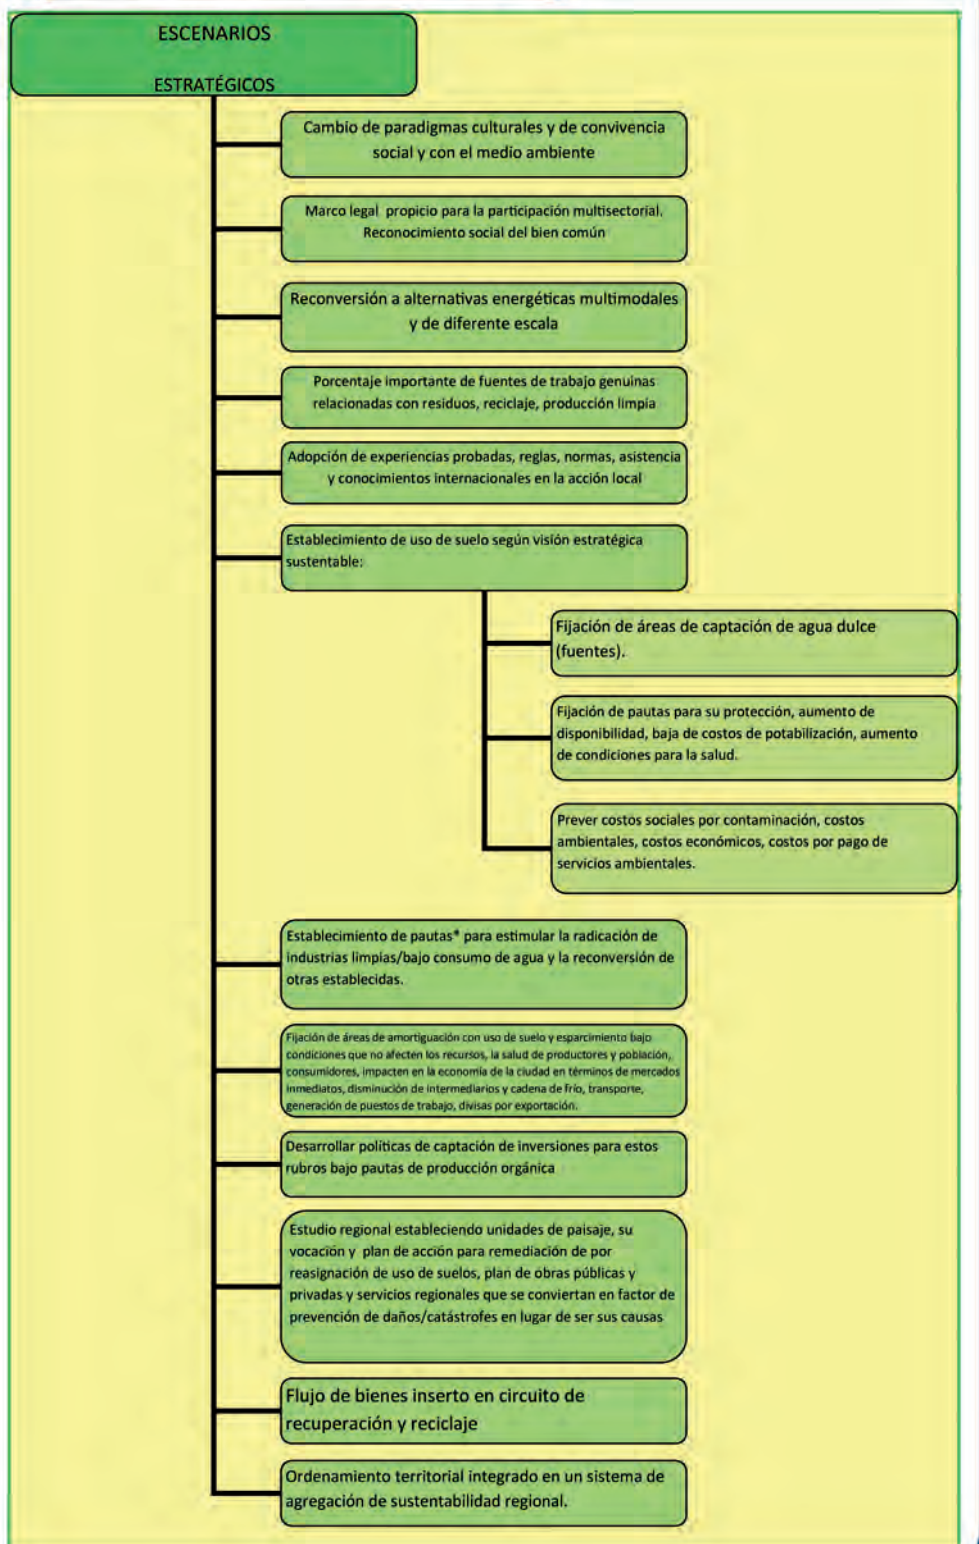 ESCENARIOS
ESTRATÉGICOS
Cambio de paradigmas culturales y de convivencia
social y con el medio ambiente
Marco legal propicio para la participación multisectorial.
Reconocimiento social del bien común
Reconversión a alternativas energéticas multimodales
y de diferente escala
Porcentaje importante de fuentes de trabajo genuinas
relacionadas con residuos, reciclaje, producción limpia
Adopción de experiencias probadas, reglas, normas, asistencia
y conocimientos internacionales en la acción local
Establecimiento de uso de suelo según visión estratégica
sustentable:
Fijación de áreas de captación de agua dulce
(fuentes).
Fijación de pautas para su protección, aumento de
disponibilidad, baja de costos de potabilización, aumento
de condiciones para la salud.
Prever costos sociales por contaminación, costos
ambientales, costos económicos, costos por pago de
servicios ambientales.
Establecimiento de pautas* para estimular la radicación de
industrias limpias/bajo consumo de agua y la reconversión de
otras establecidas.
Fijación de áreas de amortiguación con uso de suelo y esparcimiento bajo
condiciones que no afecten los recursos, la salud de productores y población,
consumidores, impacten en la economía de la ciudad en términos de mercados
inmediatos, disminución de intermediarios y cadena de frío, transporte,
generación de puestos de trabajo, divisas por exportación.
Desarrollar políticas de captación de inversiones para estos
rubros bajo pautas de producción orgánica
Estudio regional estableciendo unidades de paisaje, su
vocación y plan de acción para remediación de por
reasignación de uso de suelos, plan de obras públicas y
privadas y servicios regionales que se conviertan en factor de
prevención de daños/catástrofes en lugar de ser sus causas
Flujo de bienes inserto en circuito de
recuperación y reciclaje
Ordenamiento territorial integrado en un sistema de
agregación de sustentabilidad regional.